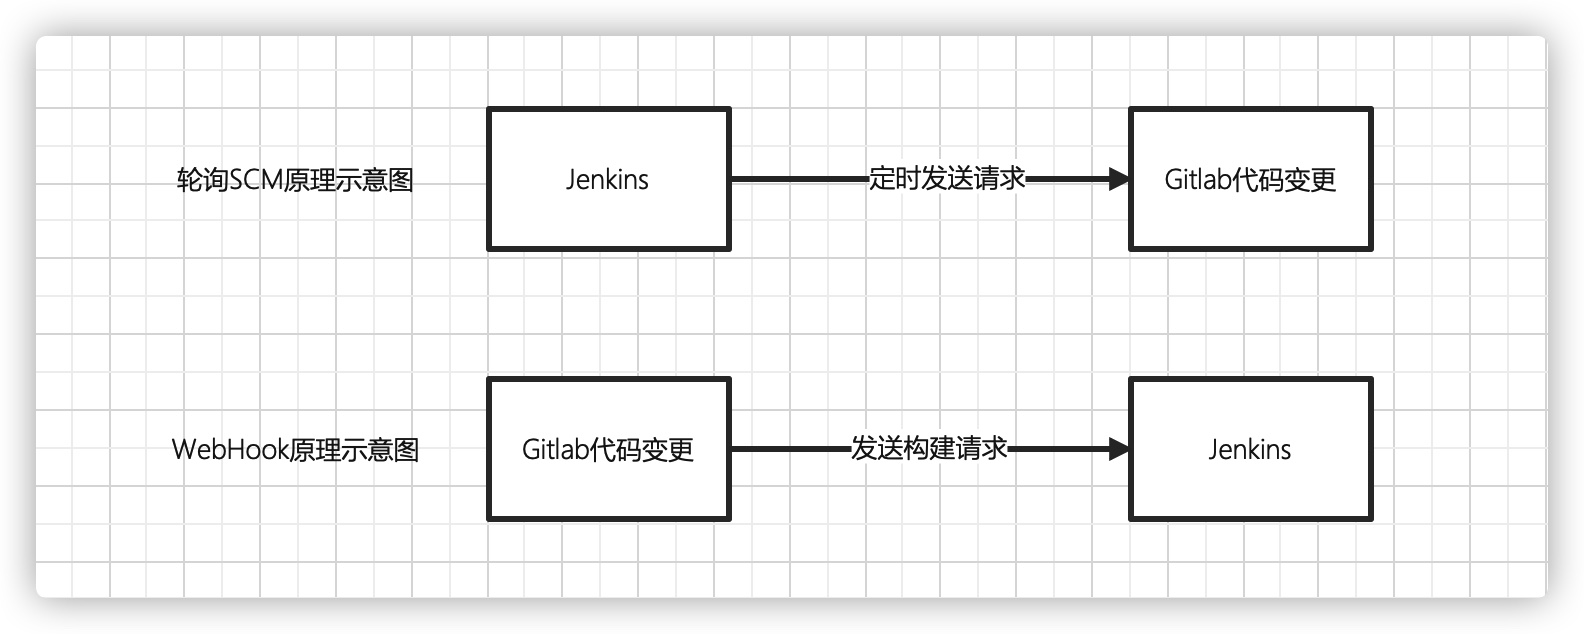 轮询SCM原理示意图
Jenkins
定时发送请求
Gitlab代码变更
WebHook原理示意图
Gitlab代码变更
发送构建请求
Jenkins